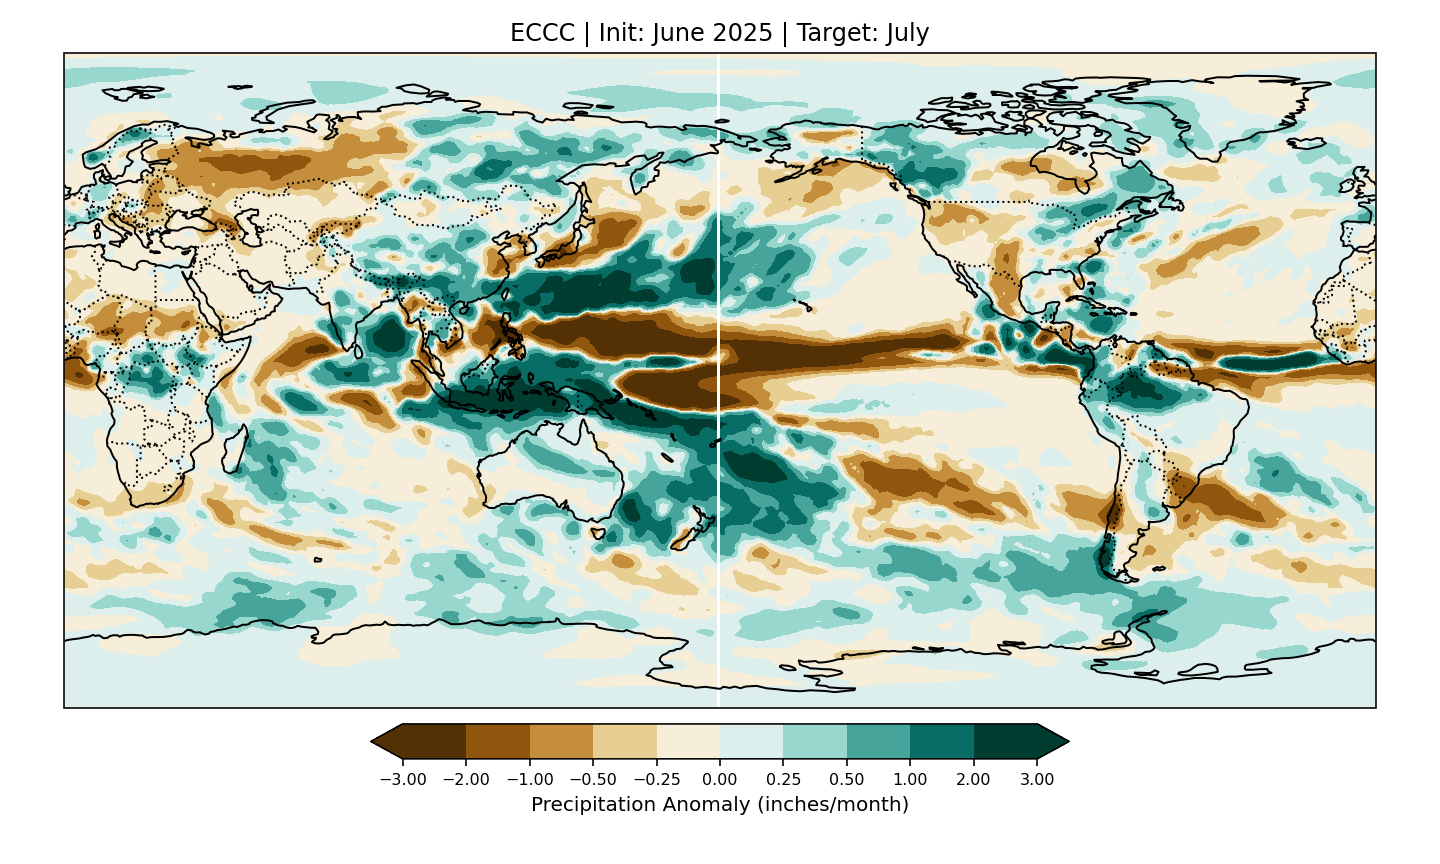 ECCC | Init: June 2025 | Target: July
−3.00 −2.00 −1.00 −0.50 −0.25 0.00 0.25 0.50 1.00 2.00 3.00
Precipitation Anomaly (inches/month)